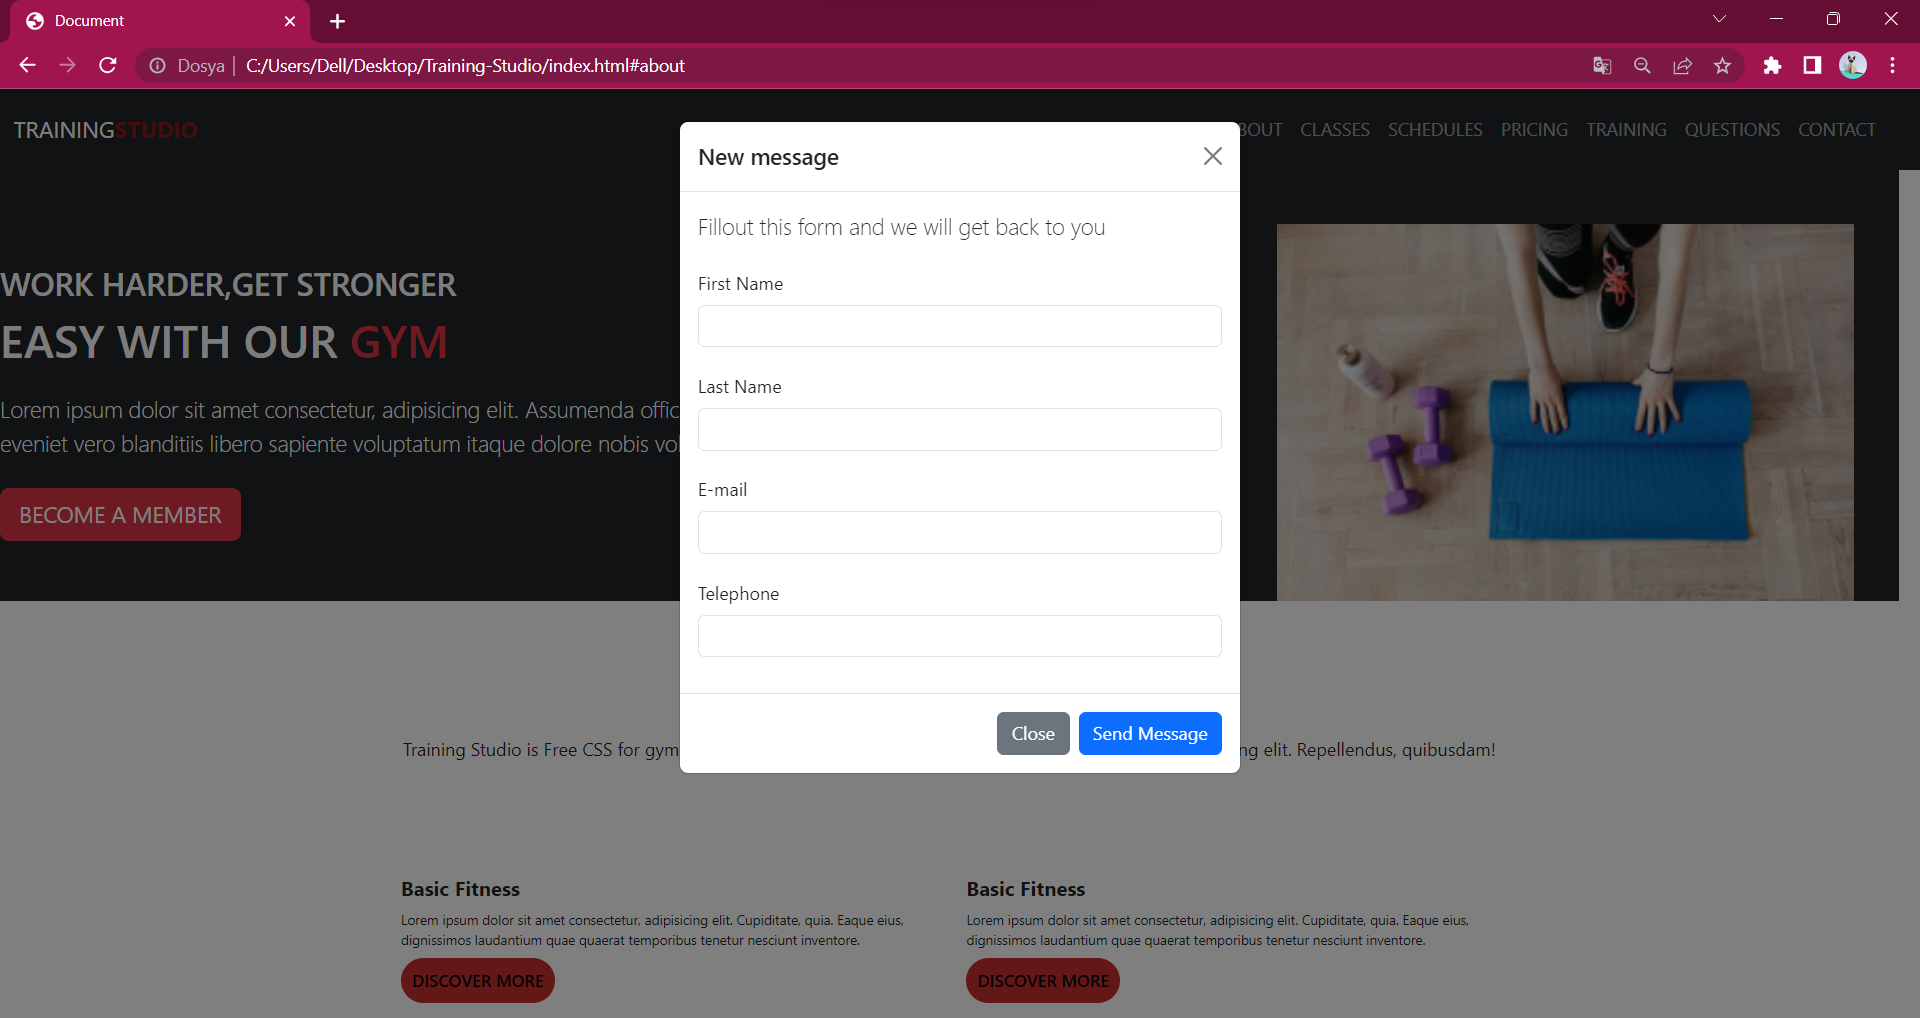 Document
Dosya
C:/Users/Dell/Desktop/Training-Studio/index.html#about
TRAININGSTUDIO
BOUT CLASSES SCHEDULES PRICING TRAINING QUESTIONS CONTACT
New message
Fillout this form and we will get back to you
First Name
Last Name
E-mail
Telephone
Close
Send Message
WORK HARDER,GET STRONGER
EASY WITH OUR GYM
Lorem ipsum dolor sit amet consectetur, adipisicing elit. Assumenda offic
eveniet vero blanditiis libero sapiente voluptatum itaque dolore nobis vol
BECOME A MEMBER
Training Studio is Free CSS for gym
ng elit. Repellendus, quibusdam!
Basic Fitness
Lorem ipsum dolor sit amet consectetur, adipisicing elit. Cupiditate, quia. Eaque eius,
dignissimos laudantium quae quaerat temporibus tenetur nesciunt inventore.
DISCOVER MORE
Basic Fitness
Lorem ipsum dolor sit amet consectetur, adipisicing elit. Cupiditate, quia. Eaque eius,
dignissimos laudantium quae quaerat temporibus tenetur nesciunt inventore.
DISCOVER MORE